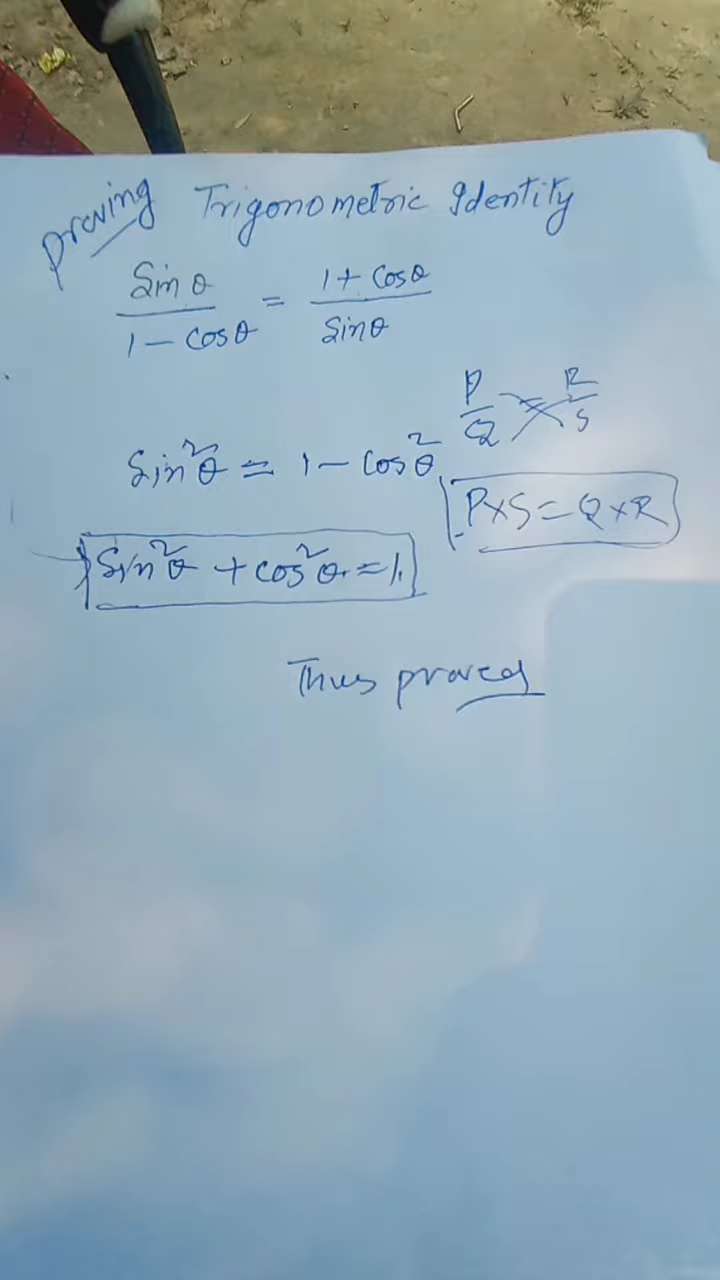 proving Trigonometric Identity
Sinθ / 1 - Cosθ = 1 + Cosθ / Sinθ
P / Q = R / S
Sin²θ = 1 - Cos²θ
P×S = Q×R
Sin²θ + Cos²θ = 1.
Thus proved